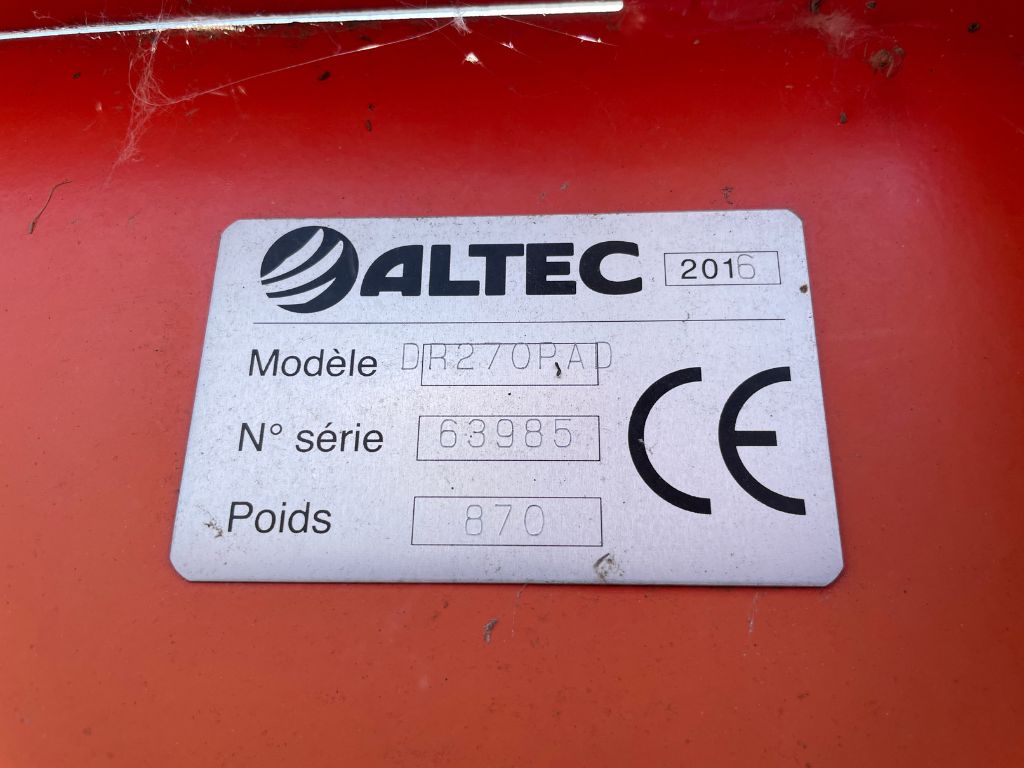 ALTEC 2016
Modèle DR270PAD
N° série 63985
Poids 870
CE